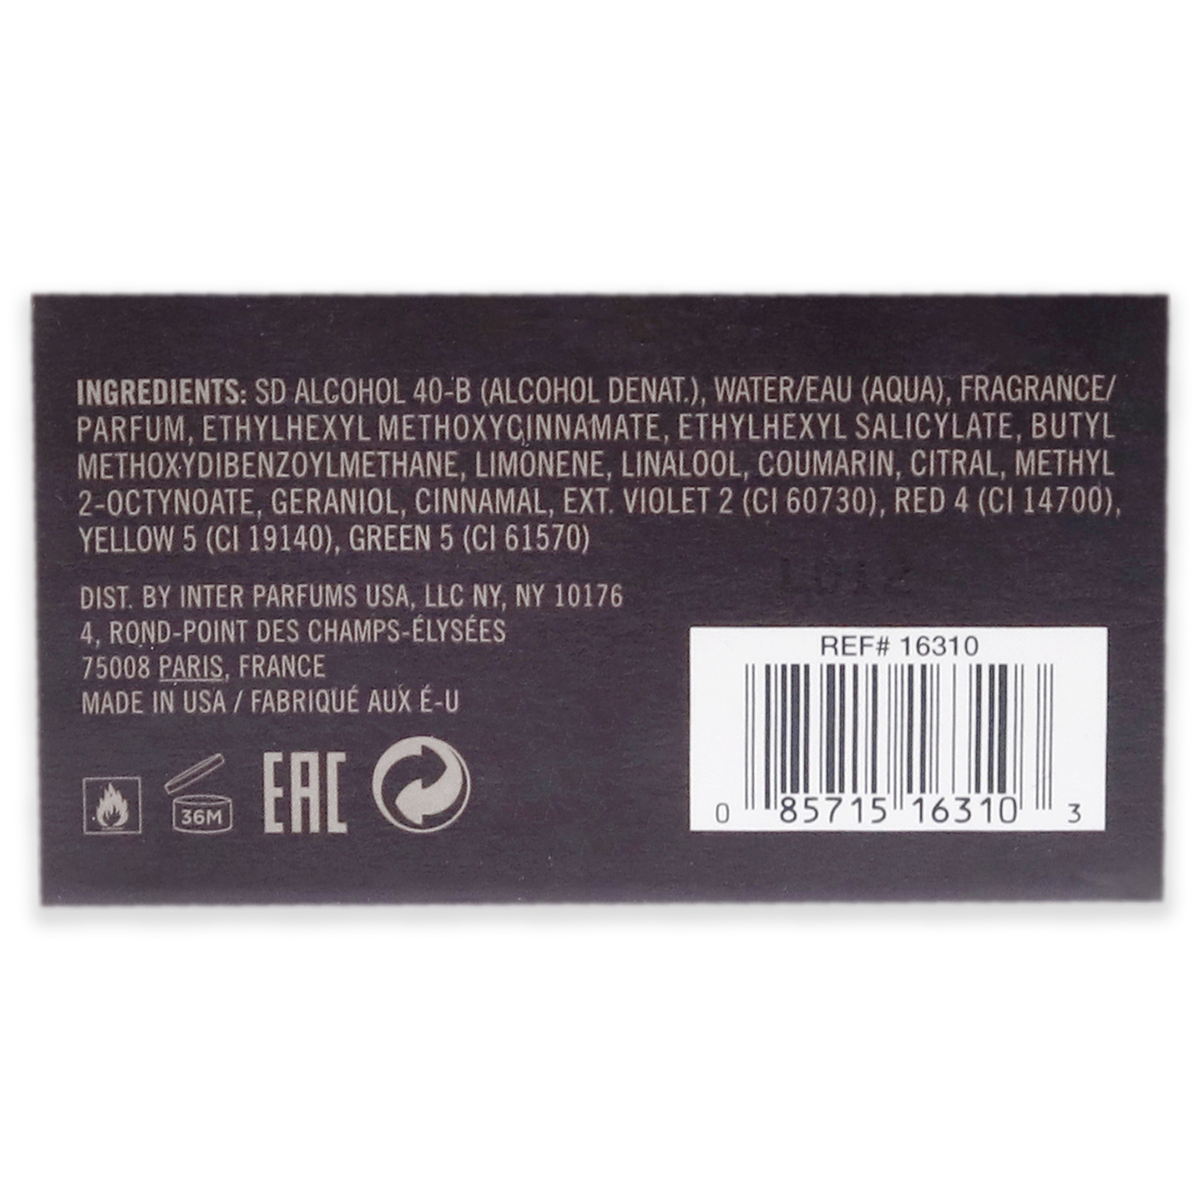 INGREDIENTS: SD ALCOHOL 40-B (ALCOHOL DENAT.), WATER/EAU (AQUA), FRAGRANCE/
PARFUM, ETHYLHEXYL METHOXYCINNAMATE, ETHYLHEXYL SALICYLATE, BUTYL
METHOXYDIBENZOYLMETHANE, LIMONENE, LINALOOL, COUMARIN, CITRAL, METHYL
2-OCTYNOATE, GERANIOL, CINNAMAL, EXT. VIOLET 2 (CI 60730), RED 4 (CI 14700),
YELLOW 5 (CI 19140), GREEN 5 (CI 61570)
DIST. BY INTER PARFUMS USA, LLC NY, NY 10176
4, ROND-POINT DES CHAMPS-ÉLYSÉES
75008 PARIS, FRANCE
MADE IN USA / FABRIQUÉ AUX É-U
36M
EAC
REF# 16310
0 85715 16310 3